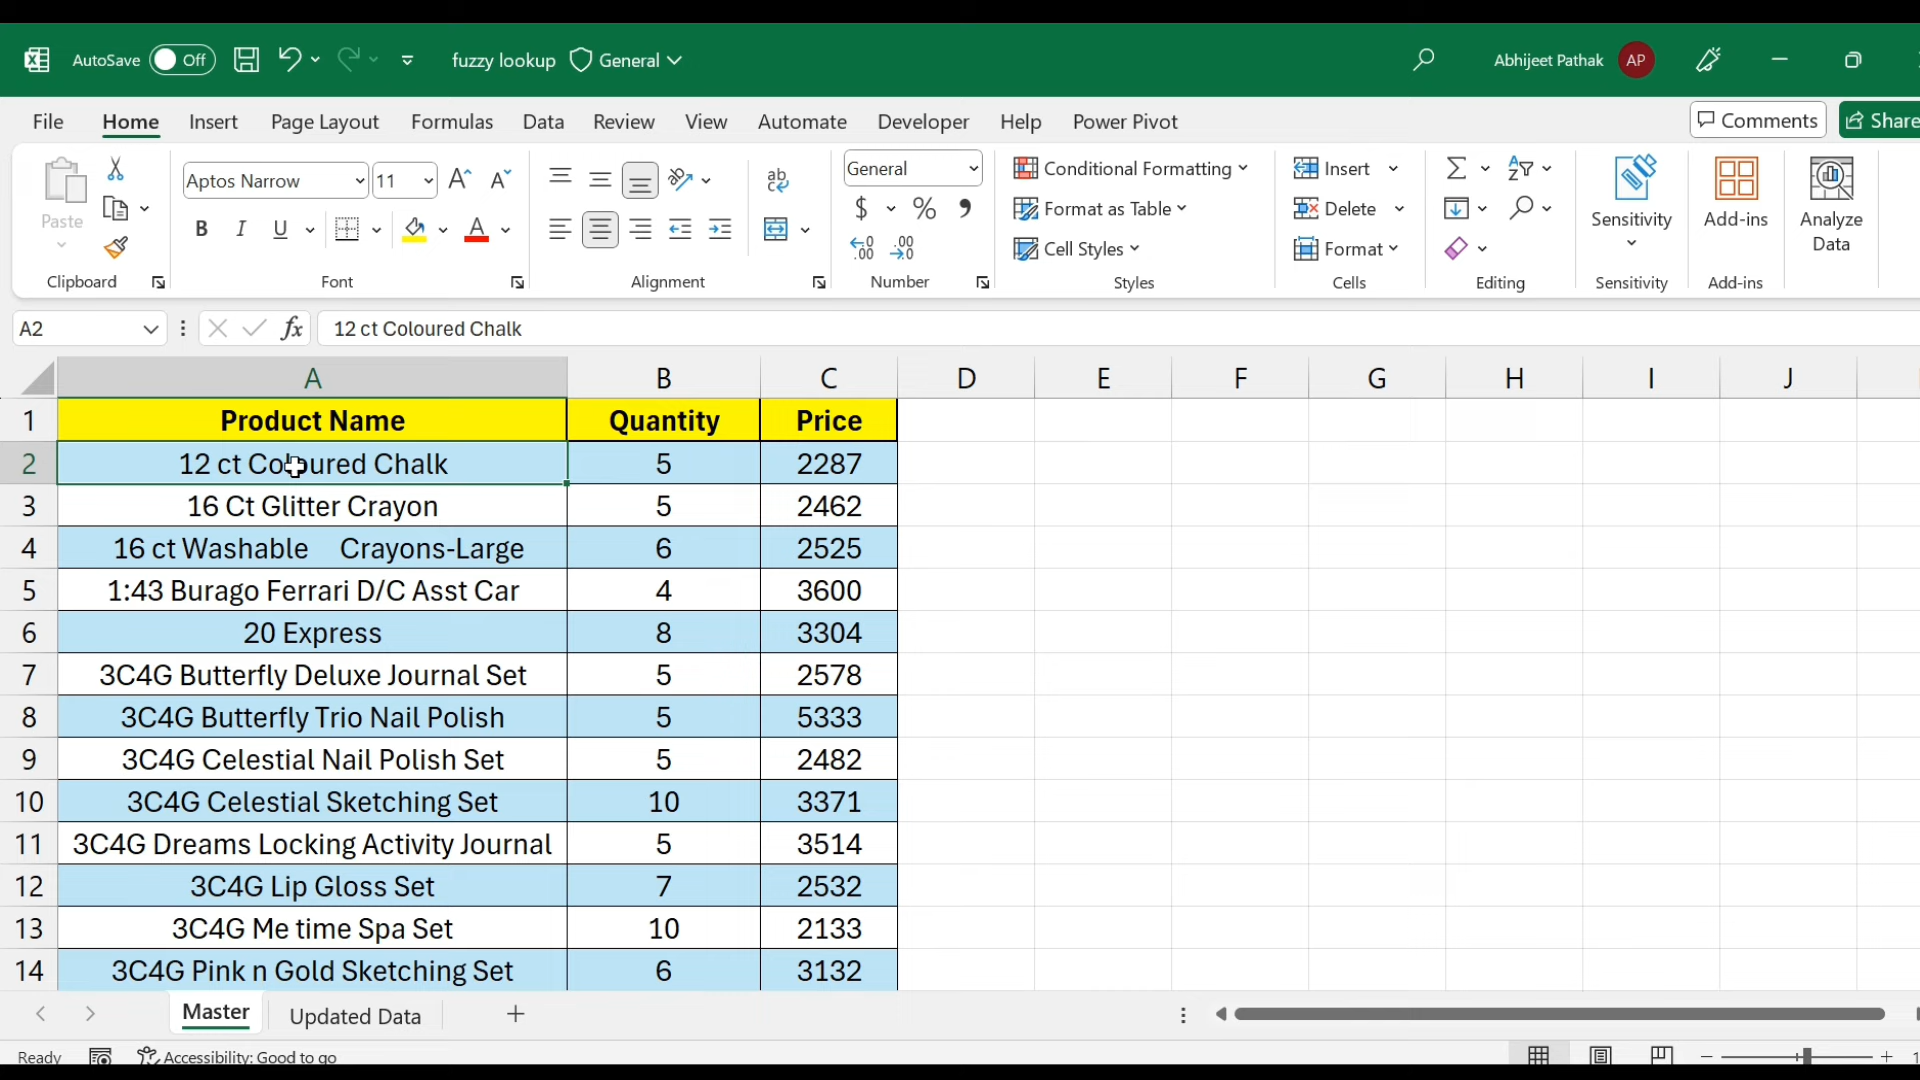 AutoSave Off fuzzy lookup General Abhijeet Pathak AP
File Home Insert Page Layout Formulas Data Review View Automate Developer Help Power Pivot Comments Share
Paste Aptos Narrow 11 General Conditional Formatting Insert Sensitivity Add-ins Analyze Data
B I U $ % Format as Table Delete
Cell Styles Format
Clipboard Font Alignment Number Styles Cells Editing Sensitivity Add-ins
A2 fx 12 ct Coloured Chalk
A B C D E F G H I J
1 Product Name Quantity Price
2 12 ct Coloured Chalk 5 2287
3 16 Ct Glitter Crayon 5 2462
4 16 ct Washable Crayons-Large 6 2525
5 1:43 Burago Ferrari D/C Asst Car 4 3600
6 20 Express 8 3304
7 3C4G Butterfly Deluxe Journal Set 5 2578
8 3C4G Butterfly Trio Nail Polish 5 5333
9 3C4G Celestial Nail Polish Set 5 2482
10 3C4G Celestial Sketching Set 10 3371
11 3C4G Dreams Locking Activity Journal 5 3514
12 3C4G Lip Gloss Set 7 2532
13 3C4G Me time Spa Set 10 2133
14 3C4G Pink n Gold Sketching Set 6 3132
Master Updated Data
Ready Accessibility: Good to go